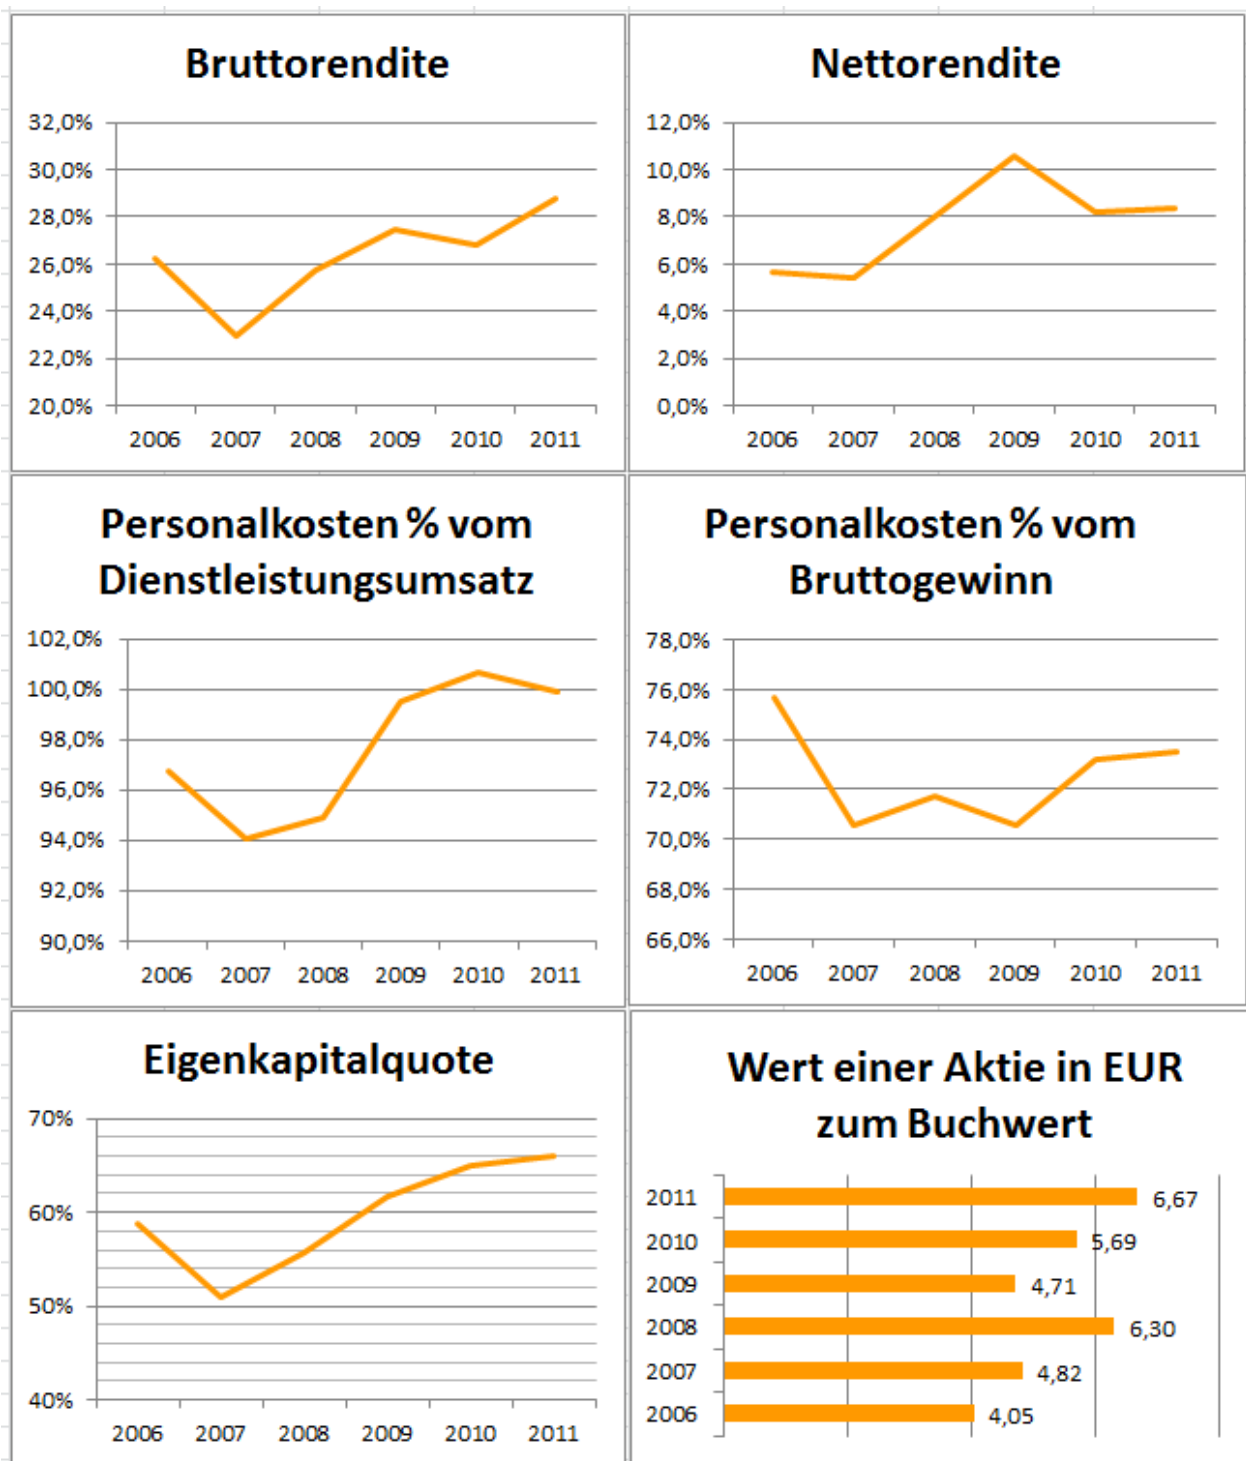 Bruttorendite
32,0%
30,0%
28,0%
26,0%
24,0%
22,0%
20,0%
2006 2007 2008 2009 2010 2011
Nettorendite
12,0%
10,0%
8,0%
6,0%
4,0%
2,0%
0,0%
2006 2007 2008 2009 2010 2011
Personalkosten % vom
Dienstleistungsumsatz
102,0%
100,0%
98,0%
96,0%
94,0%
92,0%
90,0%
2006 2007 2008 2009 2010 2011
Personalkosten % vom
Bruttogewinn
78,0%
76,0%
74,0%
72,0%
70,0%
68,0%
66,0%
2006 2007 2008 2009 2010 2011
Eigenkapitalquote
70%
60%
50%
40%
2006 2007 2008 2009 2010 2011
Wert einer Aktie in EUR
zum Buchwert
2011 6,67
2010 5,69
2009 4,71
2008 6,30
2007 4,82
2006 4,05